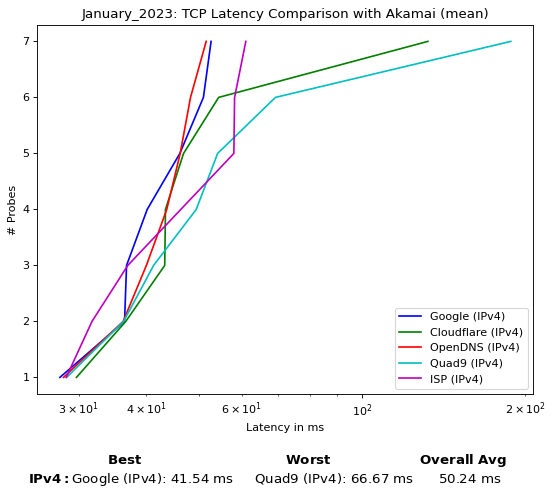 January_2023: TCP Latency Comparison with Akamai (mean)
7
6
5
4
3
2
1
# Probes
Google (IPv4)
Cloudflare (IPv4)
OpenDNS (IPv4)
Quad9 (IPv4)
ISP (IPv4)
3 × 10¹ 4 × 10¹ 6 × 10¹ 10² 2 × 10²
Latency in ms
Best Worst Overall Avg
IPv4: Google (IPv4): 41.54 ms Quad9 (IPv4): 66.67 ms 50.24 ms